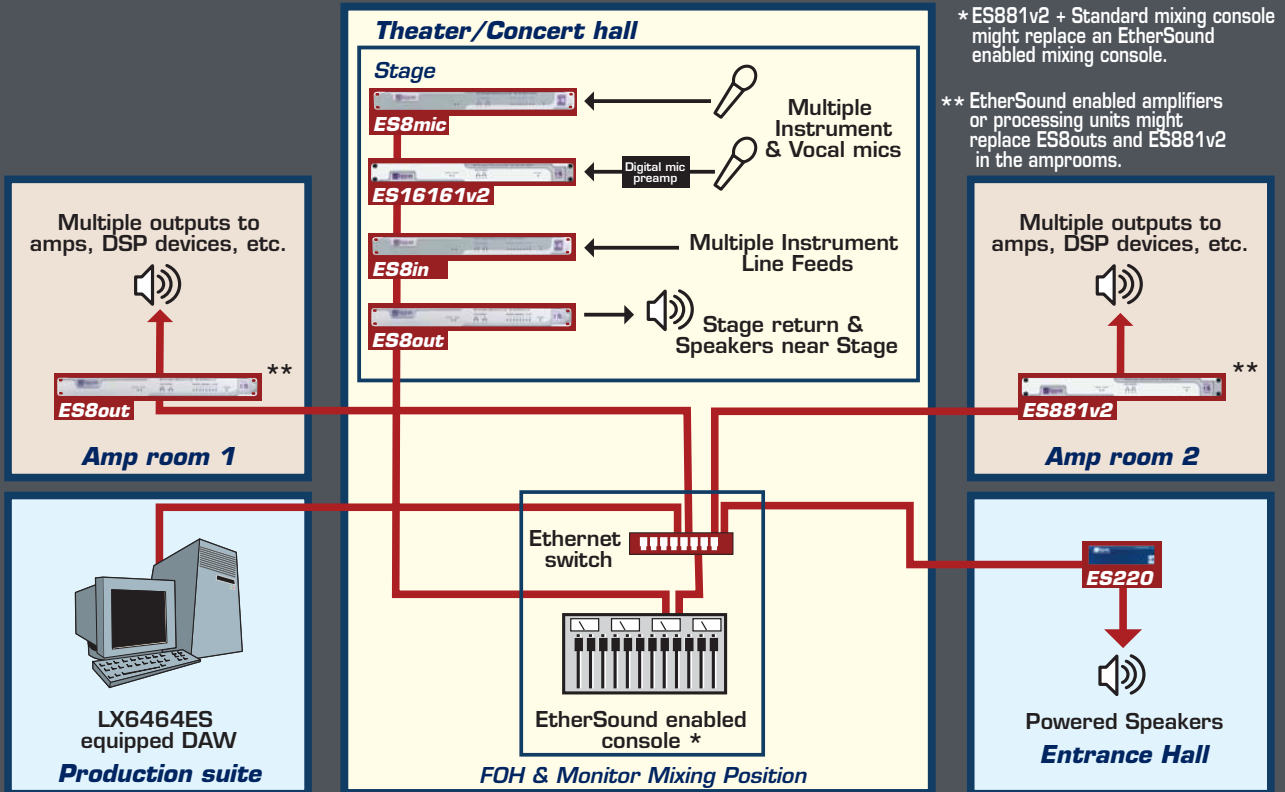 Theater/Concert hall
Stage
ES8mic
Multiple
Instrument
& Vocal mics
ES16161v2
Digital mic
preamp
ES8in
Multiple Instrument
Line Feeds
ES8out
Stage return &
Speakers near Stage
* ES881v2 + Standard mixing console
might replace an EtherSound
enabled mixing console.
** EtherSound enabled amplifiers
or processing units might
replace ES8outs and ES881v2
in the amprooms.
Multiple outputs to
amps, DSP devices, etc.
**
ES8out
Amp room 1
Multiple outputs to
amps, DSP devices, etc.
**
ES881v2
Amp room 2
LX6464ES
equipped DAW
Production suite
Ethernet
switch
EtherSound enabled
console *
FOH & Monitor Mixing Position
ES220
Powered Speakers
Entrance Hall